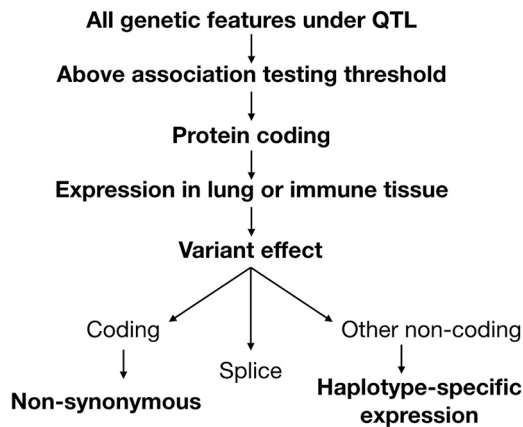 All genetic features under QTL
Above association testing threshold
Protein coding
Expression in lung or immune tissue
Variant effect
Coding
Splice
Other non-coding
Non-synonymous
Haplotype-specific
expression